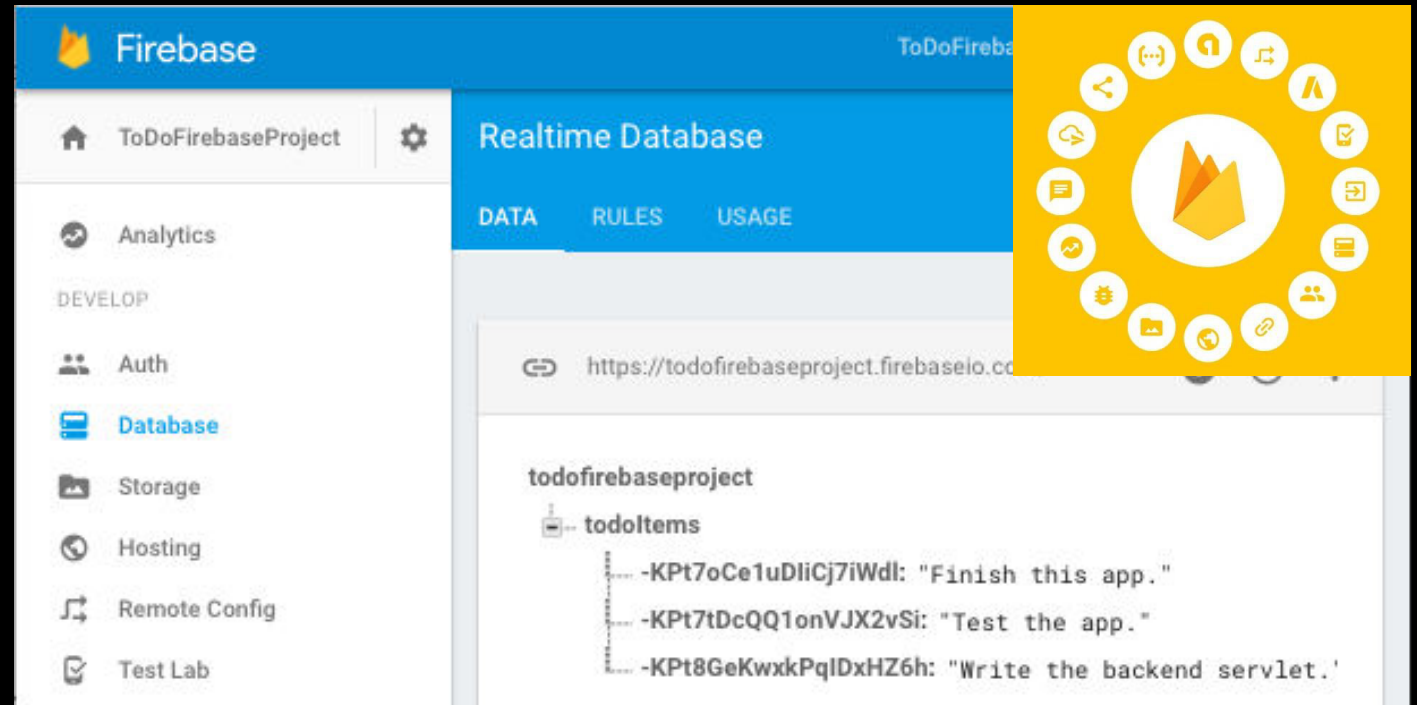 Firebase
ToDoFireba
ToDoFirebaseProject
Realtime Database
DATA RULES USAGE
Analytics
DEVELOP
Auth
Database
Storage
Hosting
Remote Config
Test Lab
https://todofirebaseproject.firebaseio.co
todofirebaseproject
todoItems
-KPt7oCe1uDIiCj7iWdI: "Finish this app."
-KPt7tDcQQ1onVJX2vSi: "Test the app."
-KPt8GeKwxkPqIDxHZ6h: "Write the backend servlet.'